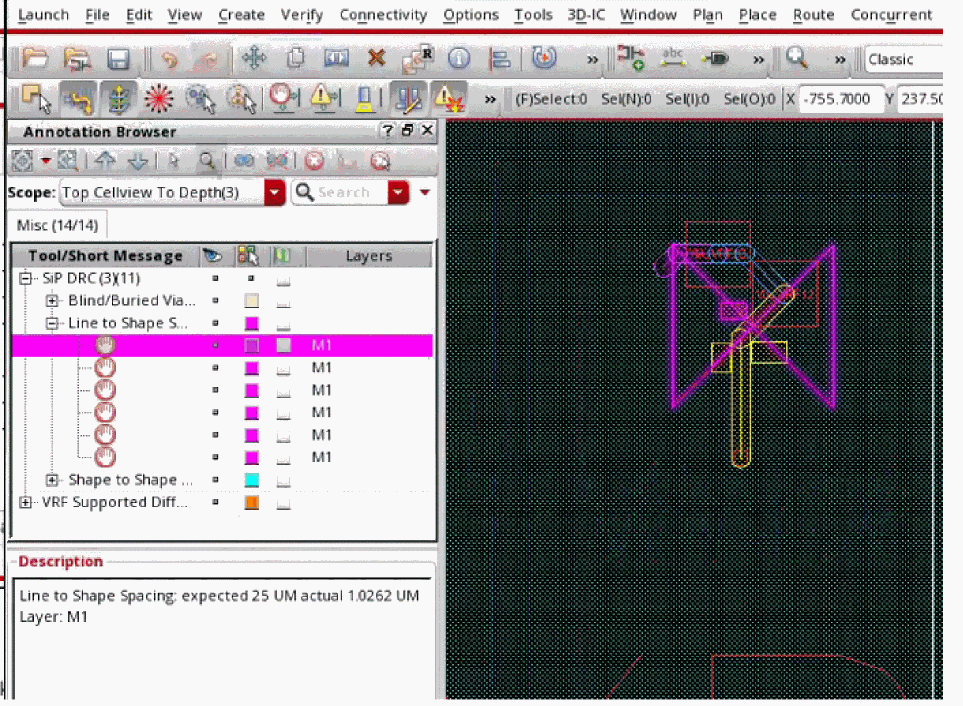 Launch File Edit View Create Verify Connectivity Options Tools 3D-IC Window Plan Place Route Concurrent
R abc » » » Classic
» (F)Select:0 Sel(N):0 Sel(I):0 Sel(O):0 X -755.7000 Y 237.50
Annotation Browser
Scope: Top Cellview To Depth(3) Search
Misc (14/14)
Tool/Short Message Layers
SiP DRC (3)(11)
Blind/Buried Via...
Line to Shape S...
M1
M1
M1
M1
M1
M1
Shape to Shape ...
VRF Supported Diff...
Description
Line to Shape Spacing: expected 25 UM actual 1.0262 UM
Layer: M1